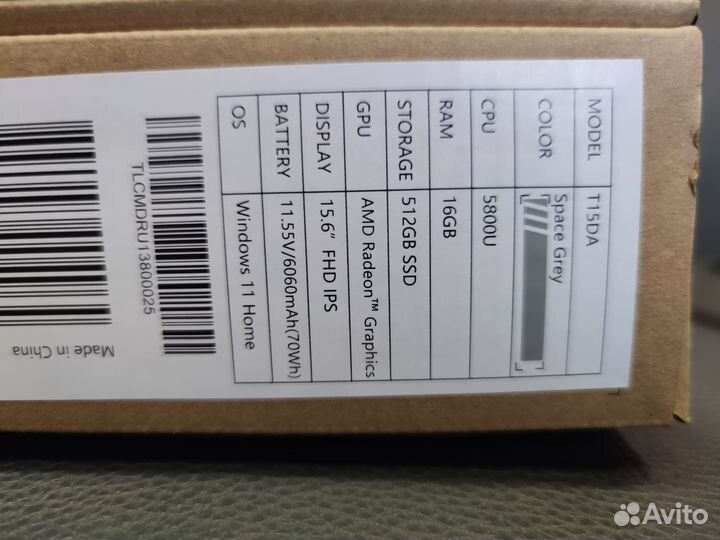 MODEL T15DA
COLOR Space Grey
CPU 5800U
RAM 16GB
STORAGE 512GB SSD
GPU AMD Radeon™ Graphics
DISPLAY 15.6” FHD IPS
BATTERY 11.55V/6060mAh(70Wh)
OS Windows 11 Home
TLCMDRU13800025
Made in China
Avito